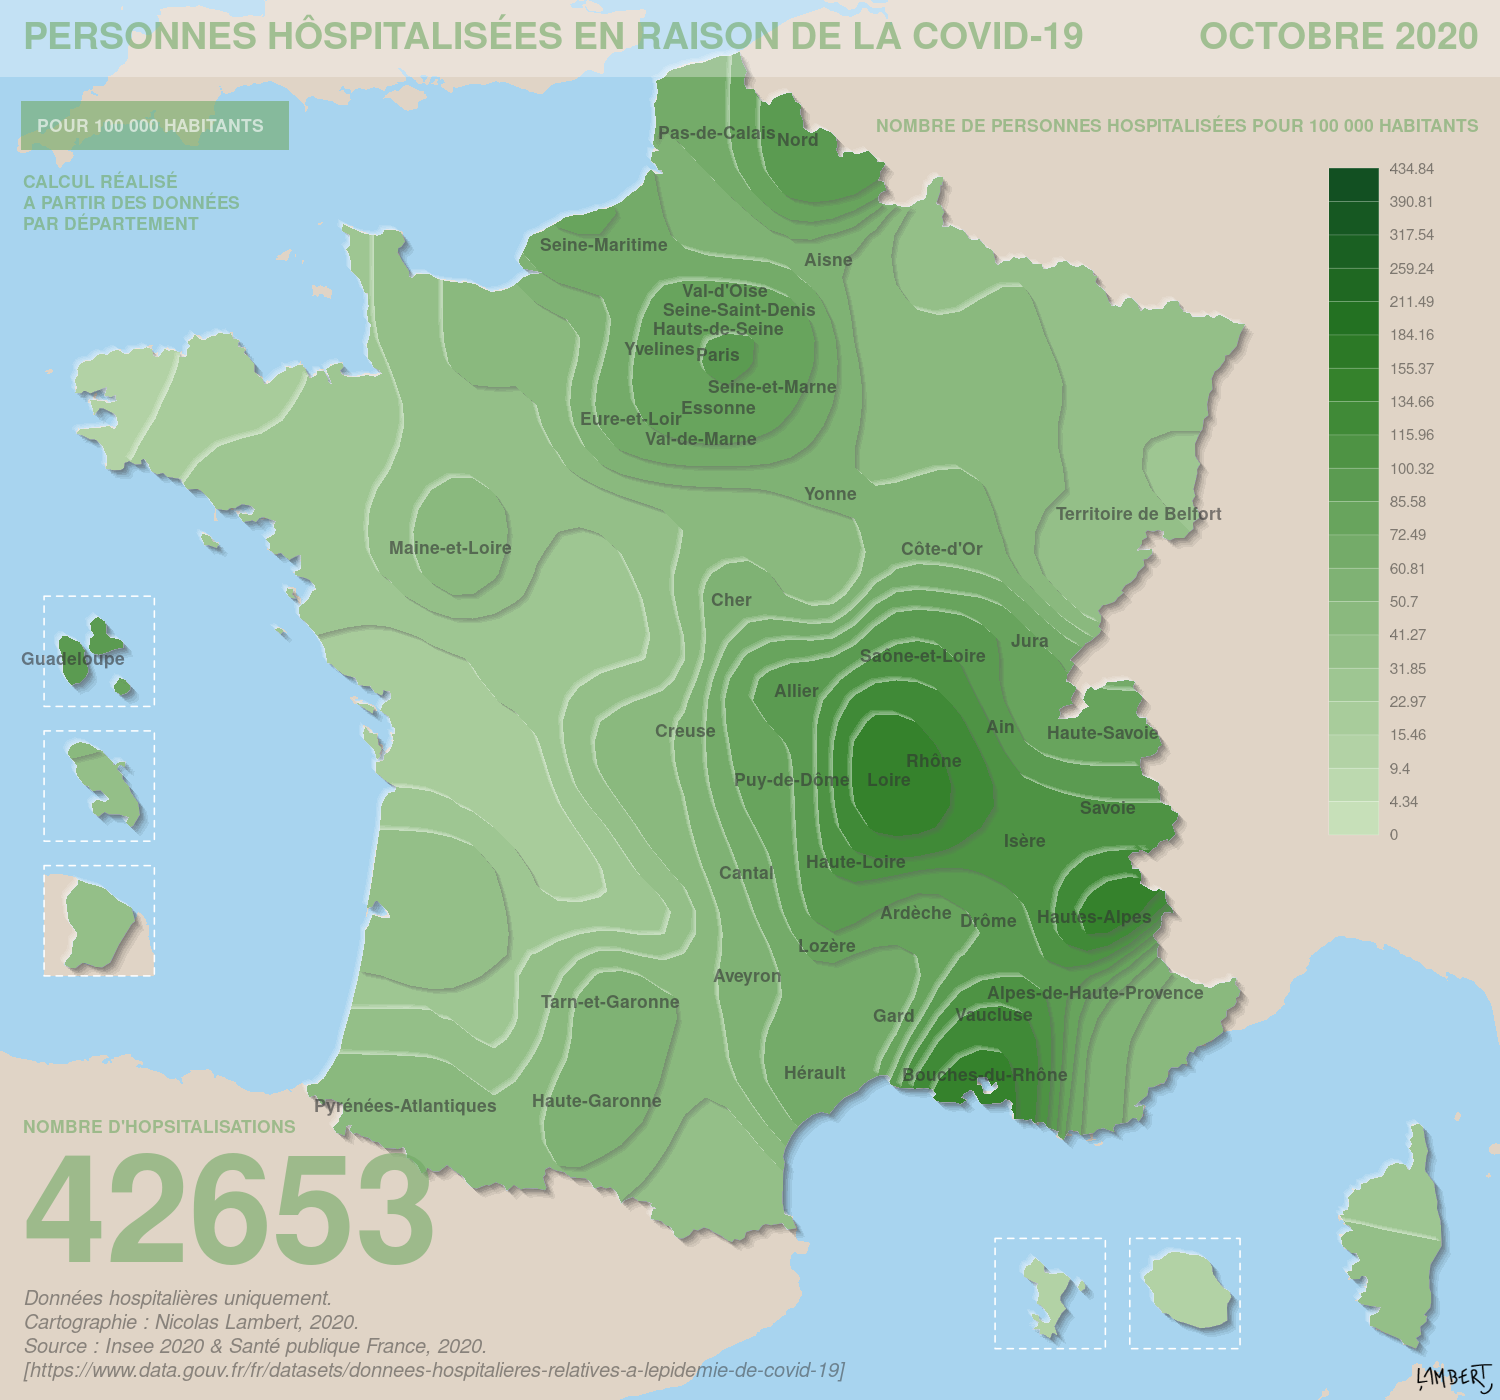 PERSONNES HÔSPITALISÉES EN RAISON DE LA COVID-19
OCTOBRE 2020
POUR 100 000 HABITANTS
NOMBRE DE PERSONNES HOSPITALISÉES POUR 100 000 HABITANTS
CALCUL RÉALISÉ
A PARTIR DES DONNÉES
PAR DÉPARTEMENT
434.84
390.81
317.54
259.24
211.49
184.16
155.37
134.66
115.96
100.32
85.58
72.49
60.81
50.7
41.27
31.85
22.97
15.46
9.4
4.34
0
Pas-de-Calais
Nord
Seine-Maritime
Aisne
Val-d'Oise
Seine-Saint-Denis
Hauts-de-Seine
Yvelines
Paris
Seine-et-Marne
Essonne
Eure-et-Loir
Val-de-Marne
Yonne
Territoire de Belfort
Maine-et-Loire
Côte-d'Or
Cher
Jura
Guadeloupe
Saône-et-Loire
Allier
Creuse
Ain
Haute-Savoie
Rhône
Puy-de-Dôme
Loire
Savoie
Isère
Haute-Loire
Cantal
Ardèche
Drôme
Hautes-Alpes
Lozère
Aveyron
Alpes-de-Haute-Provence
Tarn-et-Garonne
Gard
Vaucluse
Hérault
Bouches-du-Rhône
Haute-Garonne
Pyrénées-Atlantiques
NOMBRE D'HOPSITALISATIONS
42653
Données hospitalières uniquement.
Cartographie : Nicolas Lambert, 2020.
Source : Insee 2020 & Santé publique France, 2020.
[https://www.data.gouv.fr/fr/datasets/donnees-hospitalieres-relatives-a-lepidemie-de-covid-19]
LAMBERT